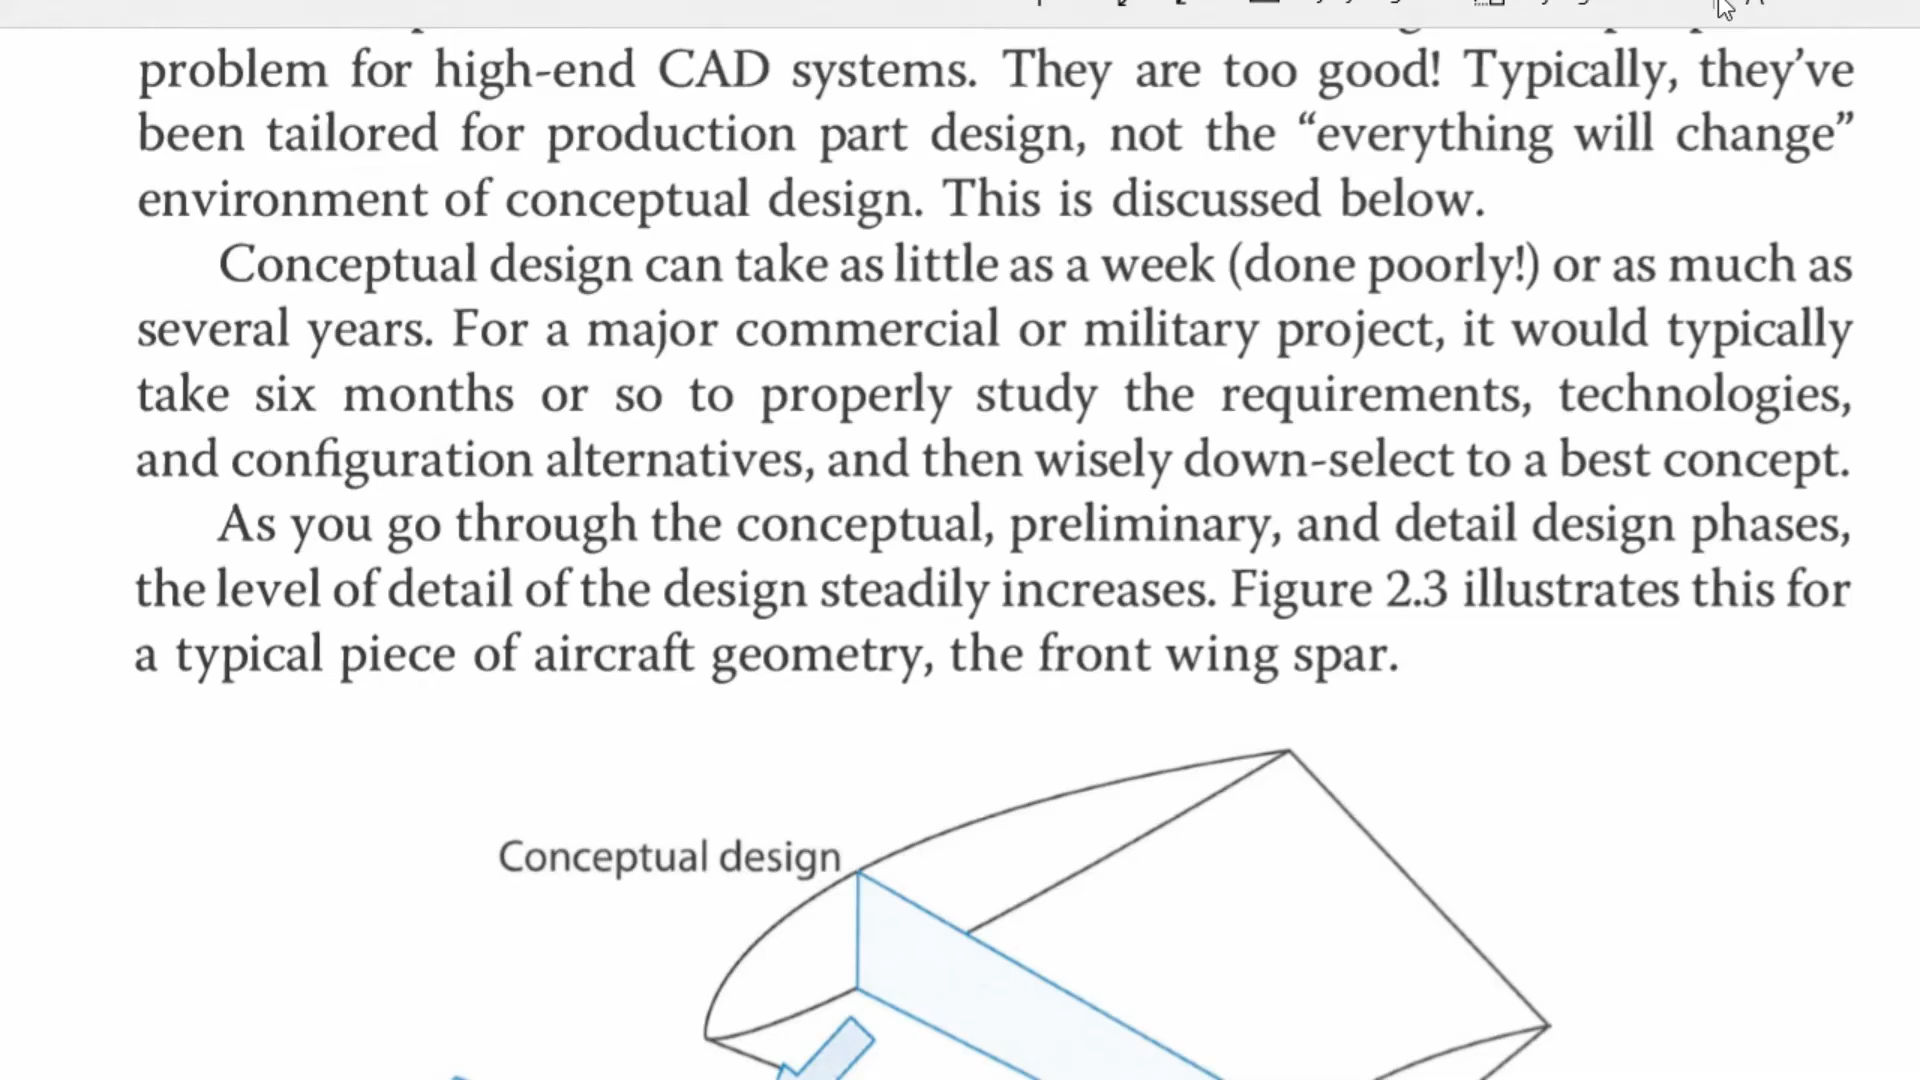 problem for high-end CAD systems. They are too good! Typically, they’ve
been tailored for production part design, not the “everything will change”
environment of conceptual design. This is discussed below.
Conceptual design can take as little as a week (done poorly!) or as much as
several years. For a major commercial or military project, it would typically
take six months or so to properly study the requirements, technologies,
and configuration alternatives, and then wisely down-select to a best concept.
As you go through the conceptual, preliminary, and detail design phases,
the level of detail of the design steadily increases. Figure 2.3 illustrates this for
a typical piece of aircraft geometry, the front wing spar.
Conceptual design